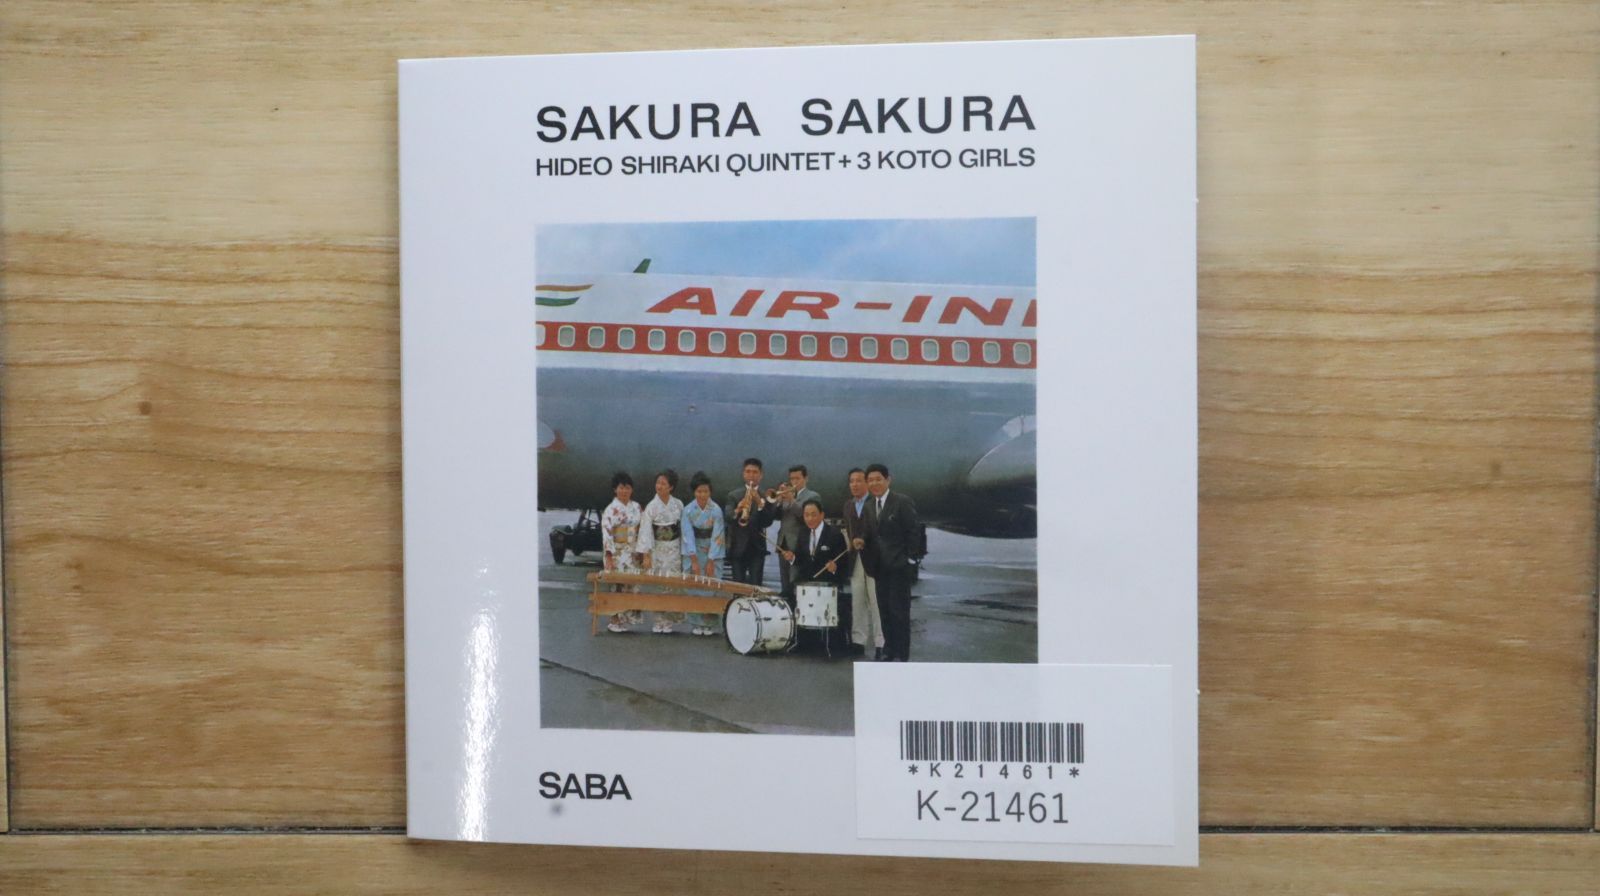 SAKURA SAKURA
HIDEO SHIRAKI QUINTET + 3 KOTO GIRLS
AIR-INI
SABA
*K21461*
K-21461